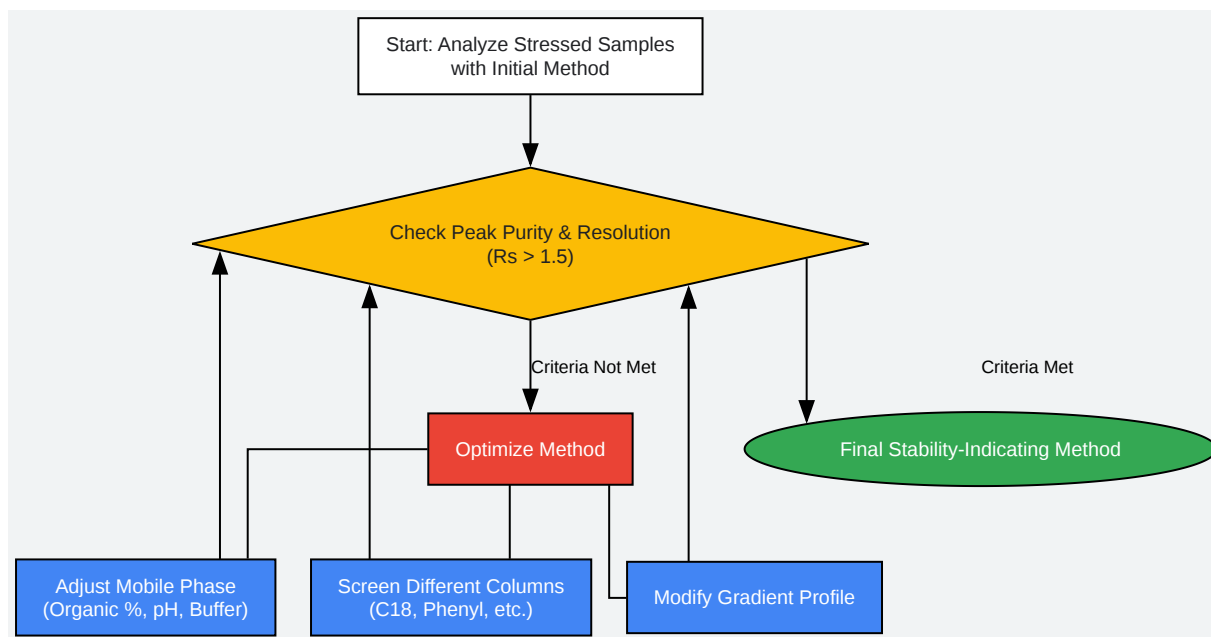 Start: Analyze Stressed Samples
with Initial Method
Check Peak Purity & Resolution
(Rs > 1.5)
Criteria Not Met
Criteria Met
Optimize Method
Final Stability-Indicating Method
Adjust Mobile Phase
(Organic %, pH, Buffer)
Screen Different Columns
(C18, Phenyl, etc.)
Modify Gradient Profile